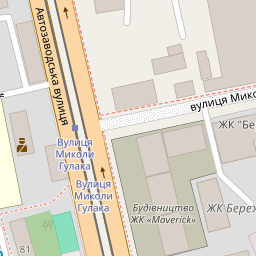 Автозаводська вулиця
вулиця Мико
ЖК "Бе
Вулиця
Миколи
Гулака
Вулиця
Миколи
Гулака
Будівництво
ЖК «Maverick»
ЖК Береж
81